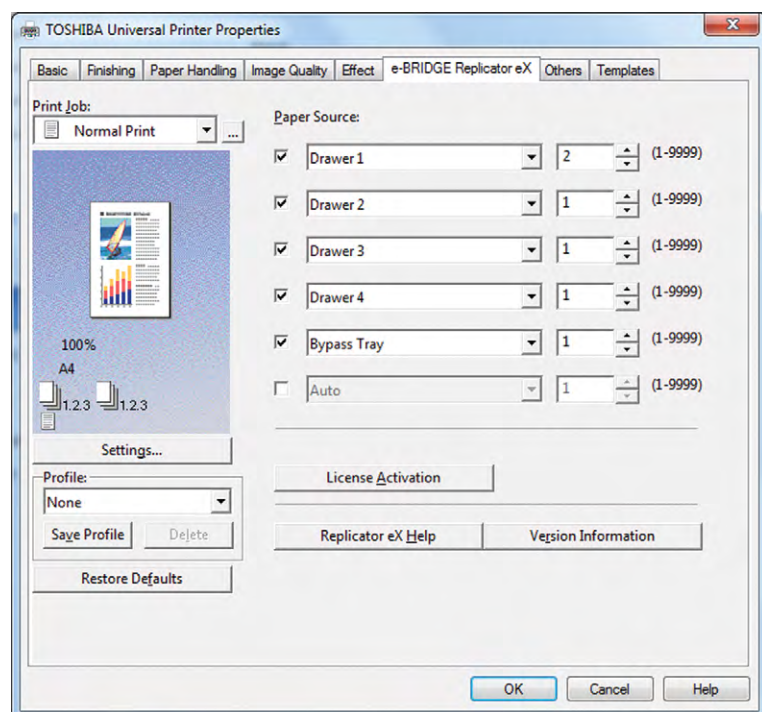 TOSHIBA Universal Printer Properties
Basic Finishing Paper Handling Image Quality Effect e-BRIDGE Replicator eX Others Templates
Print Job:
Normal Print ...
100%
A4
1.2.3 1.2.3
Settings...
Profile:
None
Save Profile Delete
Restore Defaults
Paper Source:
Drawer 1 2 (1-9999)
Drawer 2 1 (1-9999)
Drawer 3 1 (1-9999)
Drawer 4 1 (1-9999)
Bypass Tray 1 (1-9999)
Auto 1 (1-9999)
License Activation
Replicator eX Help Version Information
OK Cancel Help